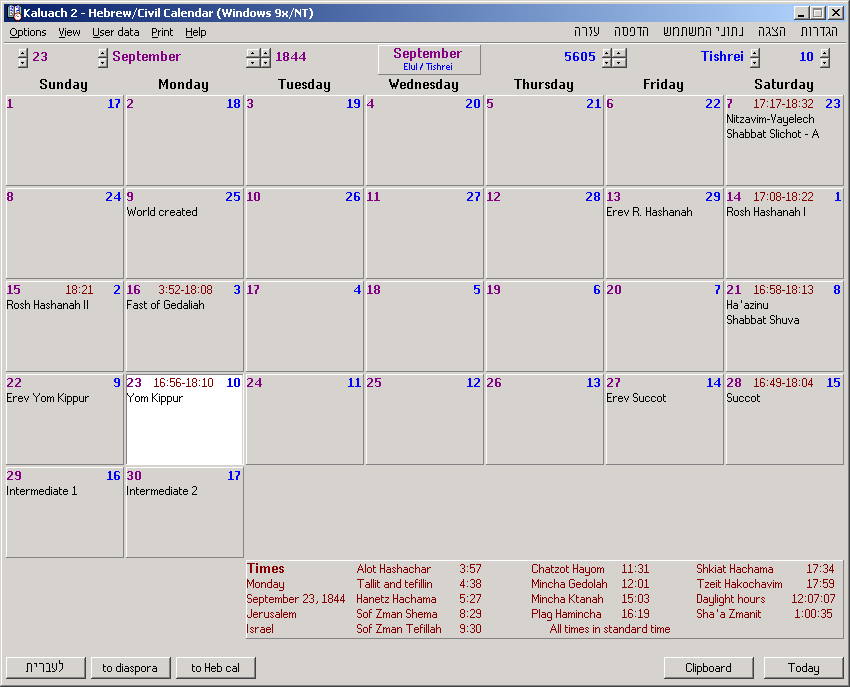 Kaluach 2 - Hebrew/Civil Calendar (Windows 9x/NT)
Options View User data Print Help עזרה הדפסה נתוני המשתמש הצגה הגדרות
23 September 1844 September 5605 Tishrei 10
Elul / Tishrei
Sunday Monday Tuesday Wednesday Thursday Friday Saturday
1 17 2 18 3 19 4 20 5 21 6 22 7 17:17-18:32 23
Nitzavim-Vayelech
Shabbat Slichot - A
8 24 9 25 10 26 11 27 12 28 13 29 14 17:08-18:22 1
World created Erev R. Hashanah Rosh Hashanah I
15 18:21 2 16 3:52-18:08 3 17 4 18 5 19 6 20 7 21 16:58-18:13 8
Rosh Hashanah II Fast of Gedaliah Ha'azinu
Shabbat Shuva
22 9 23 16:56-18:10 10 24 11 25 12 26 13 27 14 28 16:49-18:04 15
Erev Yom Kippur Yom Kippur Erev Succot Succot
29 16 30 17
Intermediate 1 Intermediate 2
Times Alot Hashachar 3:57 Chatzot Hayom 11:31 Shkiat Hachama 17:34
Monday Tallit and tefillin 4:38 Mincha Gedolah 12:01 Tzeit Hakochavim 17:59
September 23, 1844 Hanetz Hachama 5:27 Mincha Ktanah 15:03 Daylight hours 12:07:07
Jerusalem Sof Zman Shema 8:29 Plag Hamincha 16:19 Sha'a Zmanit 1:00:35
Israel Sof Zman Tefillah 9:30 All times in standard time
לעברית to diaspora to Heb cal Clipboard Today